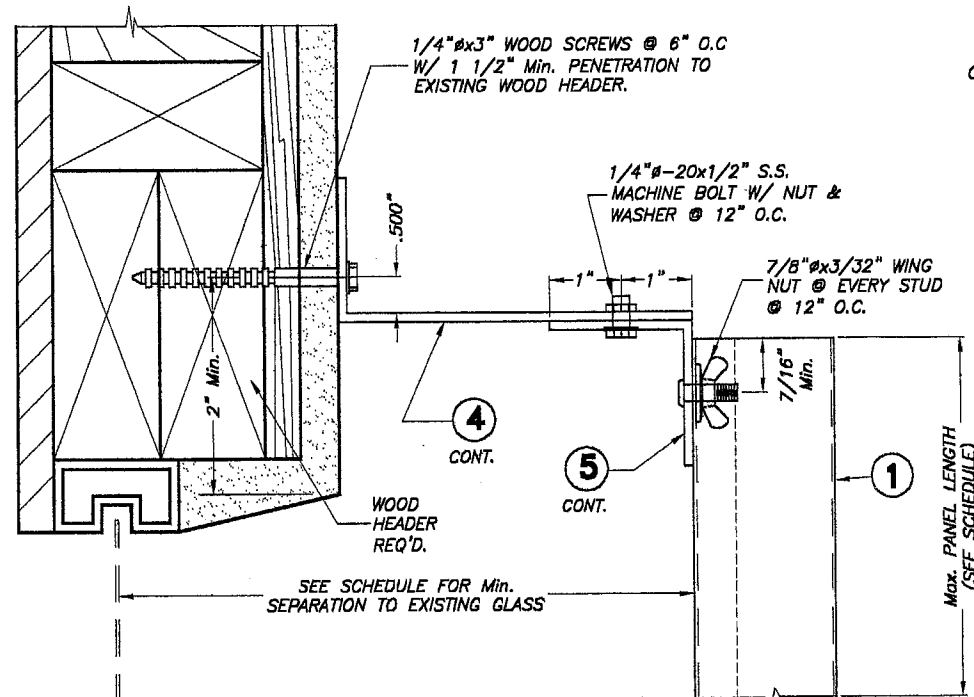 1/4"øx3" WOOD SCREWS @ 6" O.C
W/ 1 1/2" Min. PENETRATION TO
EXISTING WOOD HEADER.
1/4"ø-20x1/2" S.S.
MACHINE BOLT W/ NUT &
WASHER @ 12" O.C.
.500"
1"
1"
7/8"øx3/32" WING
NUT @ EVERY STUD
@ 12" O.C.
2" Min.
7/16"
Min.
4
CONT.
5
CONT.
1
WOOD
HEADER
REQ'D.
SEE SCHEDULE FOR Min.
SEPARATION TO EXISTING GLASS
Max. PANEL LENGTH
(SEE SCHEDULE)